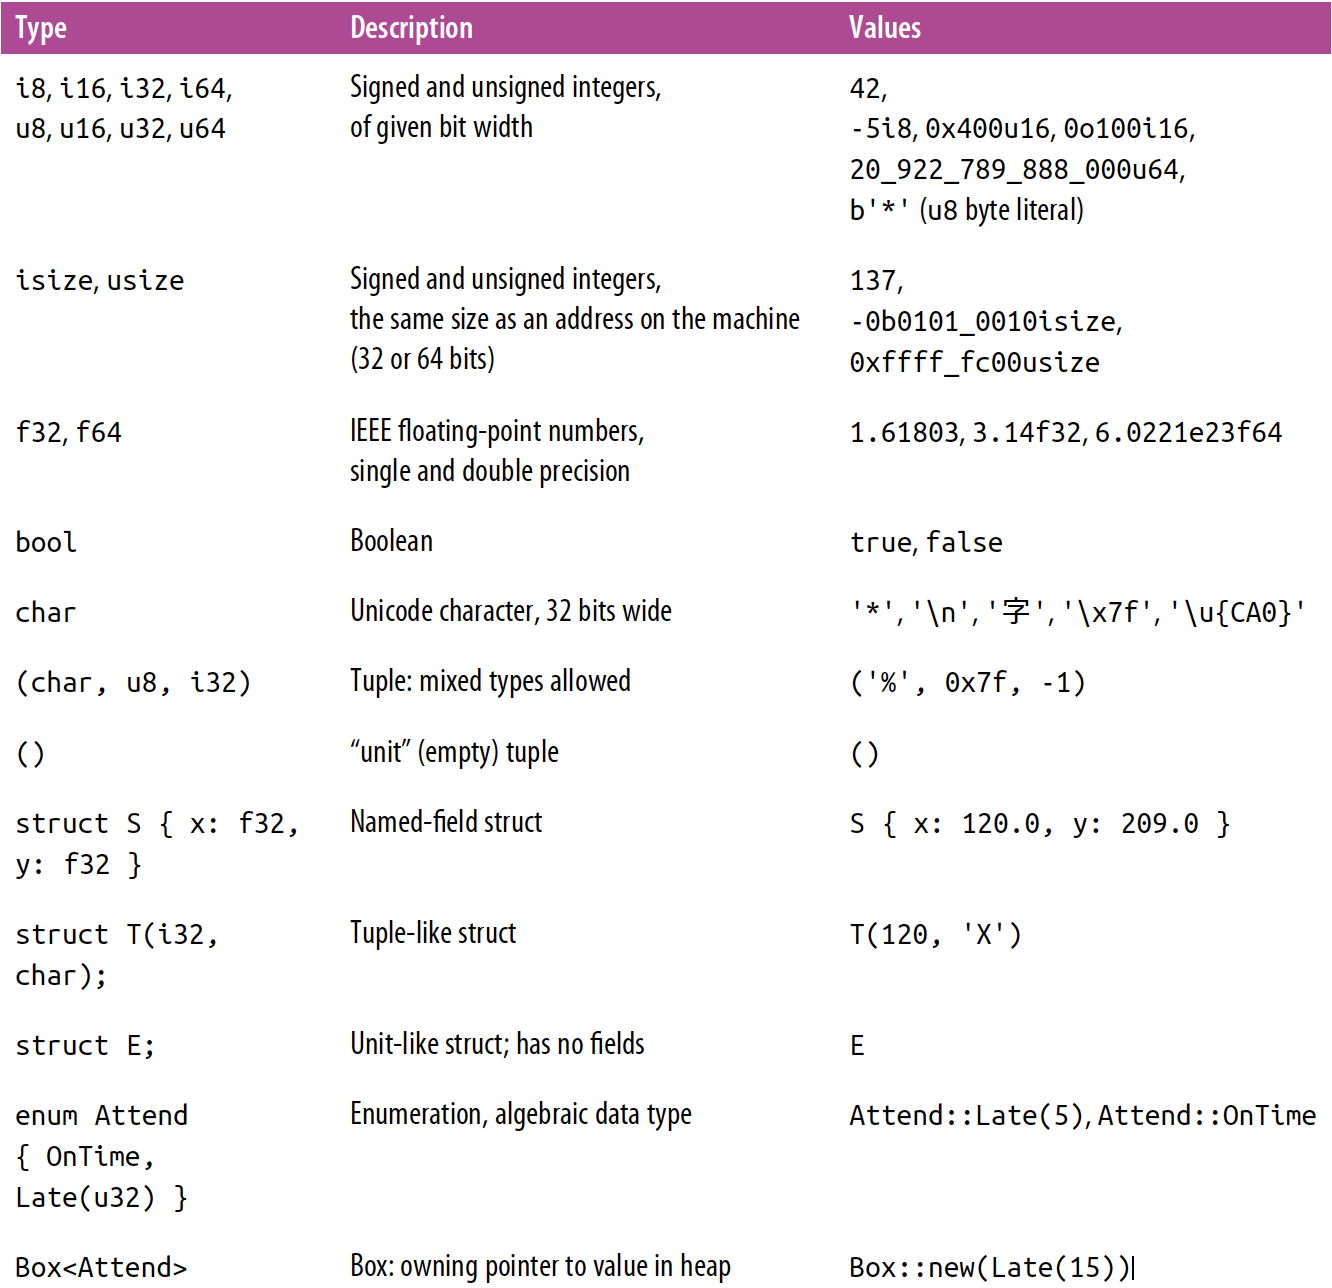 Type Description Values
i8, i16, i32, i64, Signed and unsigned integers, 42,
u8, u16, u32, u64 of given bit width -5i8, 0x400u16, 0o100i16,
20_922_789_888_000u64,
b'*' (u8 byte literal)
isize, usize Signed and unsigned integers, 137,
the same size as an address on the machine -0b0101_0010isize,
(32 or 64 bits) 0xffff_fc00usize
f32, f64 IEEE floating-point numbers, 1.61803, 3.14f32, 6.0221e23f64
single and double precision
bool Boolean true, false
char Unicode character, 32 bits wide '*', '\n', '字', '\x7f', '\u{CA0}'
(char, u8, i32) Tuple: mixed types allowed ('%', 0x7f, -1)
() “unit” (empty) tuple ()
struct S { x: f32, Named-field struct S { x: 120.0, y: 209.0 }
y: f32 }
struct T(i32, Tuple-like struct T(120, 'X')
char);
struct E; Unit-like struct; has no fields E
enum Attend Enumeration, algebraic data type Attend::Late(5), Attend::OnTime
{ OnTime,
Late(u32) }
Box<Attend> Box: owning pointer to value in heap Box::new(Late(15))